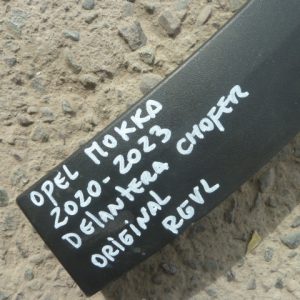 OPEL MOKKA
2020-2023
DELANTERA CHOFER
ORIGINAL
REVL